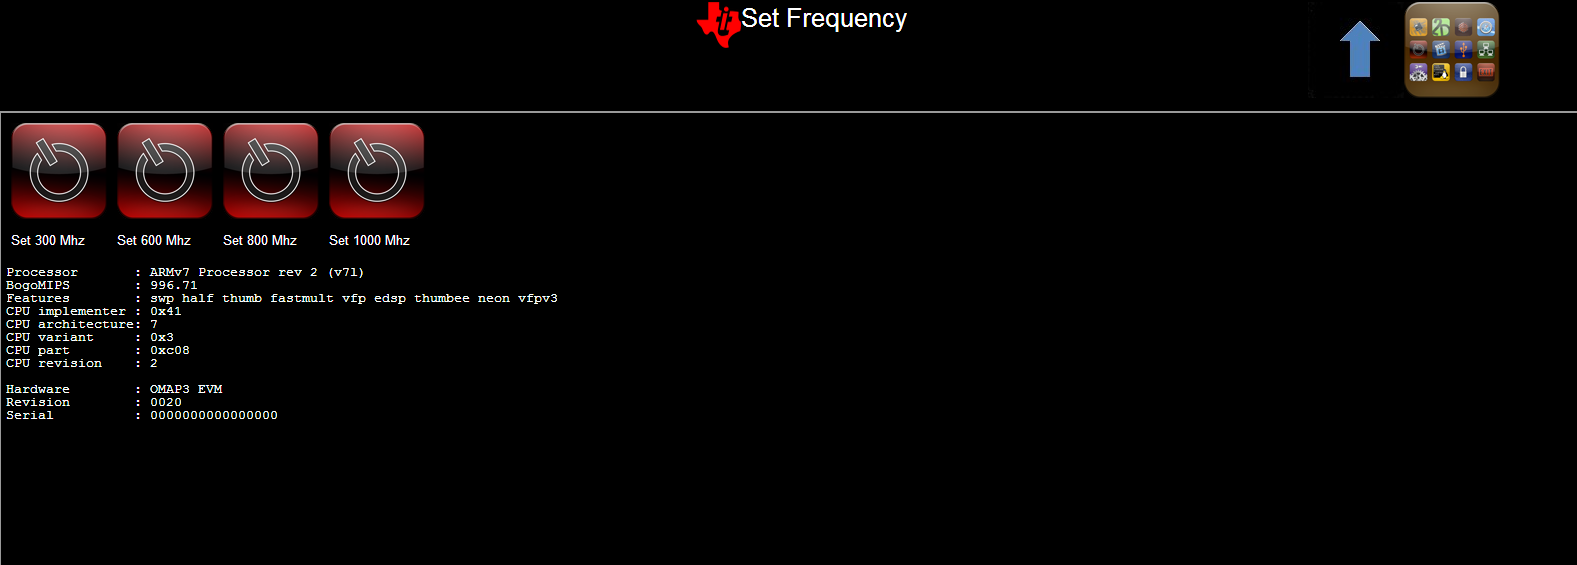 Set Frequency
Set 300 Mhz Set 600 Mhz Set 800 Mhz Set 1000 Mhz
Processor : ARMv7 Processor rev 2 (v7l)
BogoMIPS : 996.71
Features : swp half thumb fastmult vfp edsp thumbee neon vfpv3
CPU implementer : 0x41
CPU architecture: 7
CPU variant : 0x3
CPU part : 0xc08
CPU revision : 2
Hardware : OMAP3 EVM
Revision : 0020
Serial : 0000000000000000